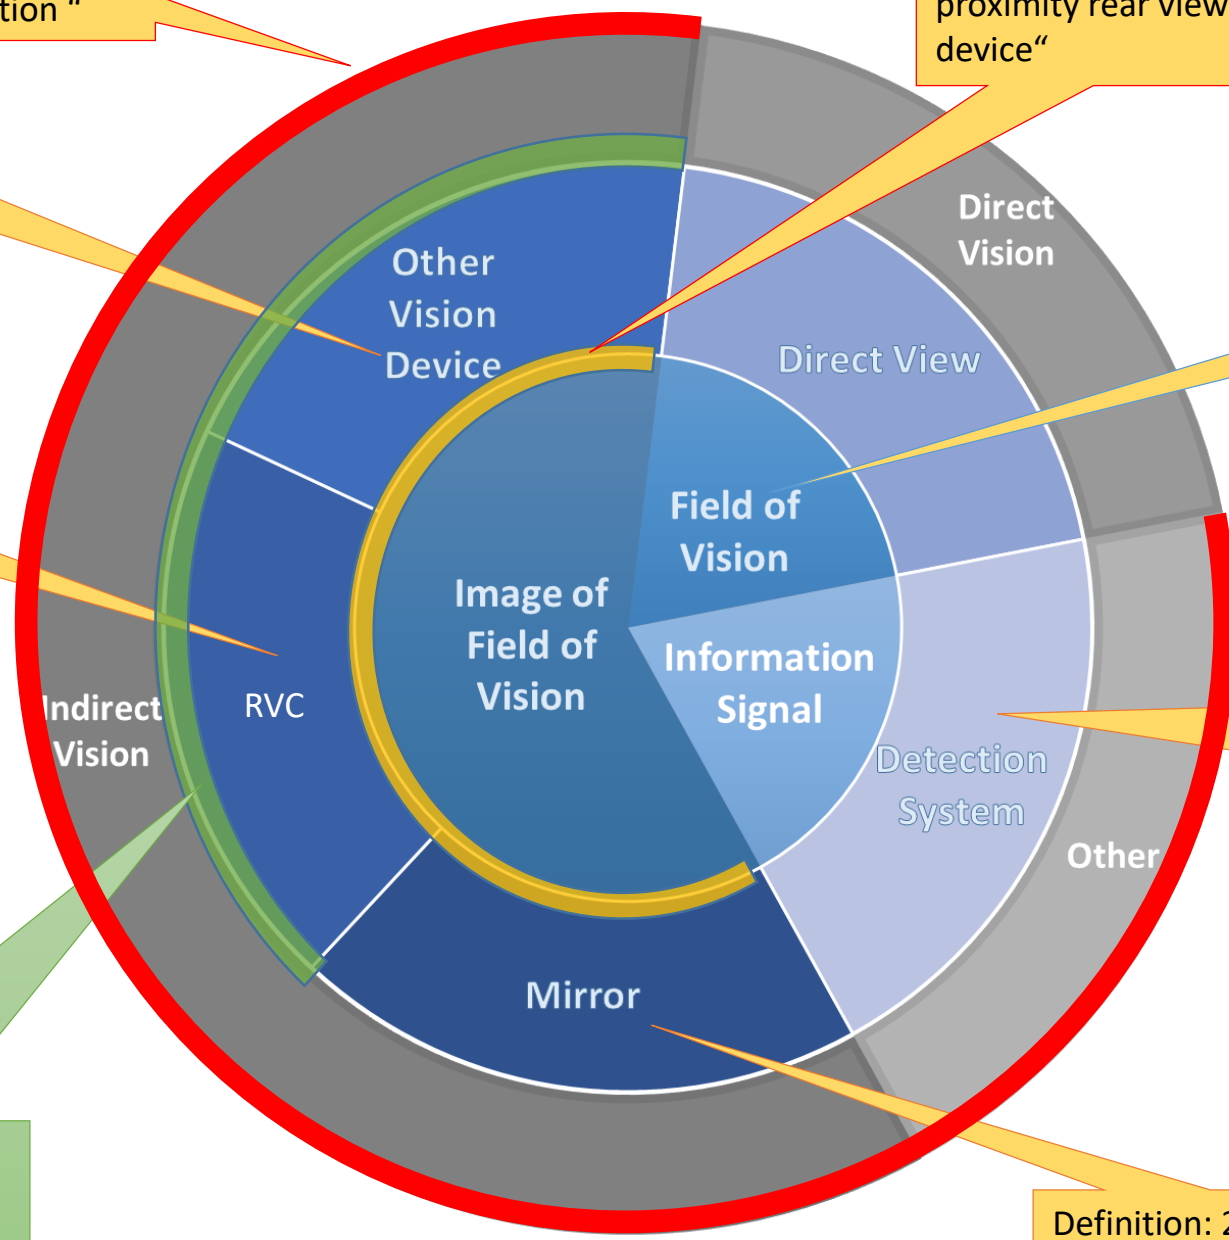 tion “
proximity rear view
device“
Direct
Vision
Other
Vision
Device
Direct View
Field of
Vision
Image of
Field of
Vision
Information
Signal
RVC
Indirect
Vision
Detection
System
Other
Mirror
Definition: 2